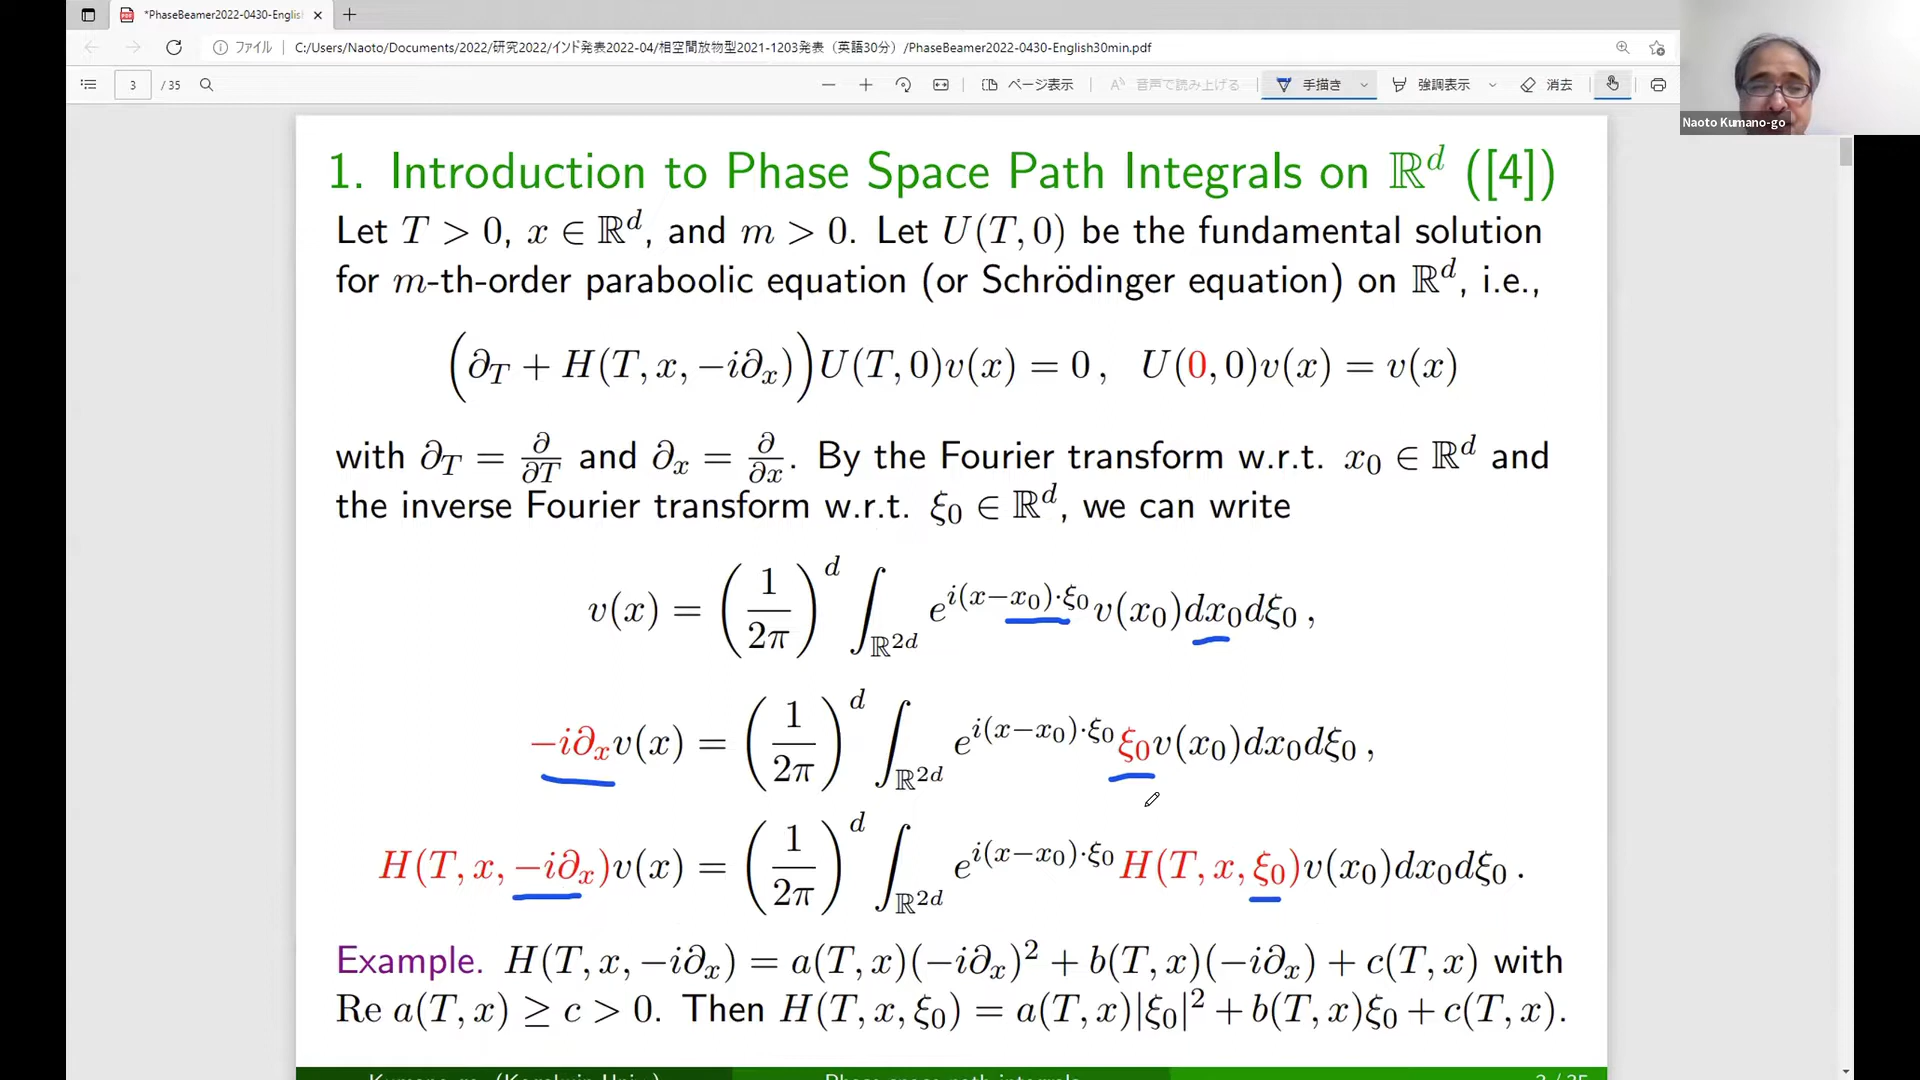 *PhaseBeamer2022-0430-Englis
ファイル C:/Users/Naoto/Documents/2022/研究2022/インド発表2022-04/相空間放物型2021-1203発表（英語30分）/PhaseBeamer2022-0430-English30min.pdf
3 / 35 ページ表示 音声で読み上げる 手描き 強調表示 消去
Naoto Kumano-go
1. Introduction to Phase Space Path Integrals on ℝ^d ([4])
Let T > 0, x ∈ ℝ^d, and m > 0. Let U(T, 0) be the fundamental solution
for m-th-order paraboolic equation (or Schrödinger equation) on ℝ^d, i.e.,
(∂_T + H(T, x, −i∂_x))U(T, 0)v(x) = 0 , U(0, 0)v(x) = v(x)
with ∂_T = ∂/∂T and ∂_x = ∂/∂x. By the Fourier transform w.r.t. x_0 ∈ ℝ^d and
the inverse Fourier transform w.r.t. ξ_0 ∈ ℝ^d, we can write
v(x) = (1/2π)^d ∫_{ℝ^{2d}} e^{i(x−x_0)·ξ_0} v(x_0)dx_0dξ_0 ,
−i∂_x v(x) = (1/2π)^d ∫_{ℝ^{2d}} e^{i(x−x_0)·ξ_0} ξ_0 v(x_0)dx_0dξ_0 ,
H(T, x, −i∂_x)v(x) = (1/2π)^d ∫_{ℝ^{2d}} e^{i(x−x_0)·ξ_0} H(T, x, ξ_0)v(x_0)dx_0dξ_0 .
Example. H(T, x, −i∂_x) = a(T, x)(−i∂_x)^2 + b(T, x)(−i∂_x) + c(T, x) with
Re a(T, x) ≥ c > 0. Then H(T, x, ξ_0) = a(T, x)|ξ_0|^2 + b(T, x)ξ_0 + c(T, x).
Phase space path integrals 3 / 35